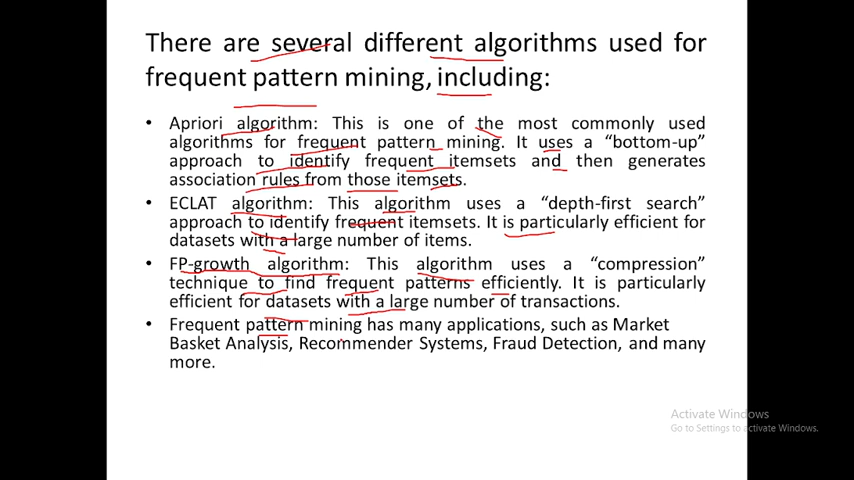 There are several different algorithms used for
frequent pattern mining, including:
• Apriori algorithm: This is one of the most commonly used
algorithms for frequent pattern mining. It uses a “bottom-up”
approach to identify frequent itemsets and then generates
association rules from those itemsets.
• ECLAT algorithm: This algorithm uses a “depth-first search”
approach to identify frequent itemsets. It is particularly efficient for
datasets with a large number of items.
• FP-growth algorithm: This algorithm uses a “compression”
technique to find frequent patterns efficiently. It is particularly
efficient for datasets with a large number of transactions.
• Frequent pattern mining has many applications, such as Market
Basket Analysis, Recommender Systems, Fraud Detection, and many
more.
Activate Windows
Go to Settings to activate Windows.